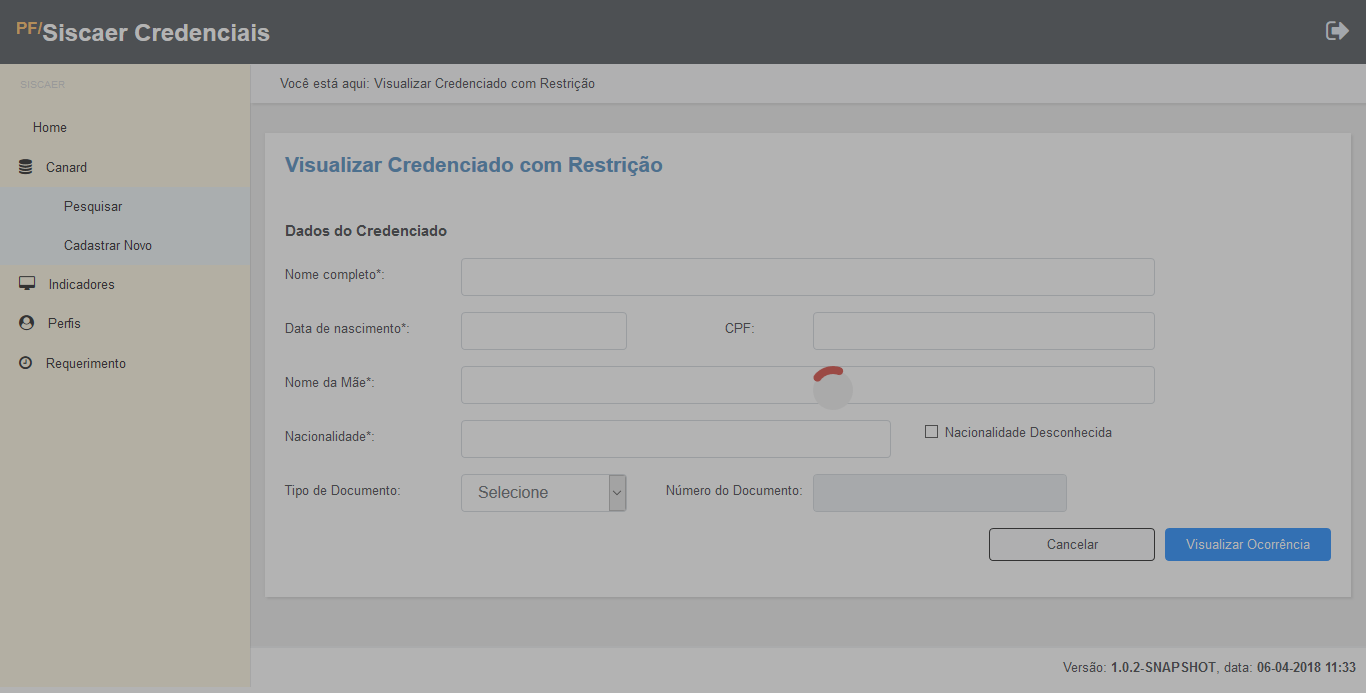 PF/Siscaer Credenciais
SISCAER
Você está aqui: Visualizar Credenciado com Restrição
Home
Canard
Pesquisar
Cadastrar Novo
Indicadores
Perfis
Requerimento
Visualizar Credenciado com Restrição
Dados do Credenciado
Nome completo*:
Data de nascimento*: CPF:
Nome da Mãe*:
Nacionalidade*: Nacionalidade Desconhecida
Tipo de Documento: Selecione Número do Documento:
Cancelar Visualizar Ocorrência
Versão: 1.0.2-SNAPSHOT, data: 06-04-2018 11:33